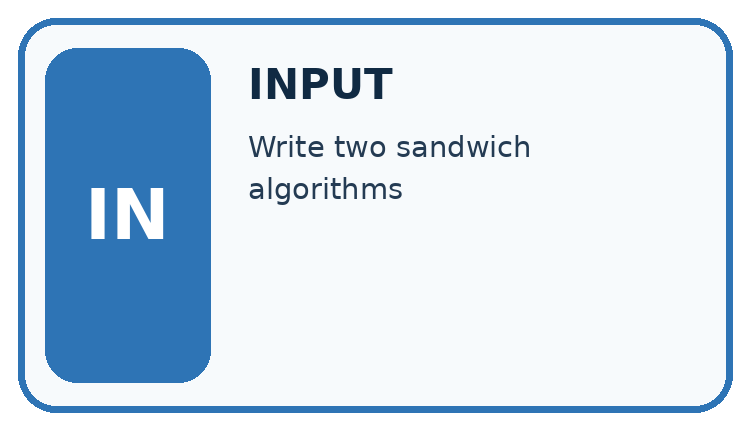 IN
INPUT
Write two sandwich
algorithms